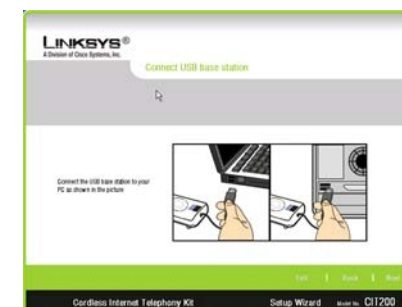 LINKSYS®
A Division of Cisco Systems, Inc.
Connect USB base station
Connect the USB base station to your
PC as shown in the picture
Exit | Back | Next
Cordless Internet Telephony Kit Setup Wizard Model No. CIT200